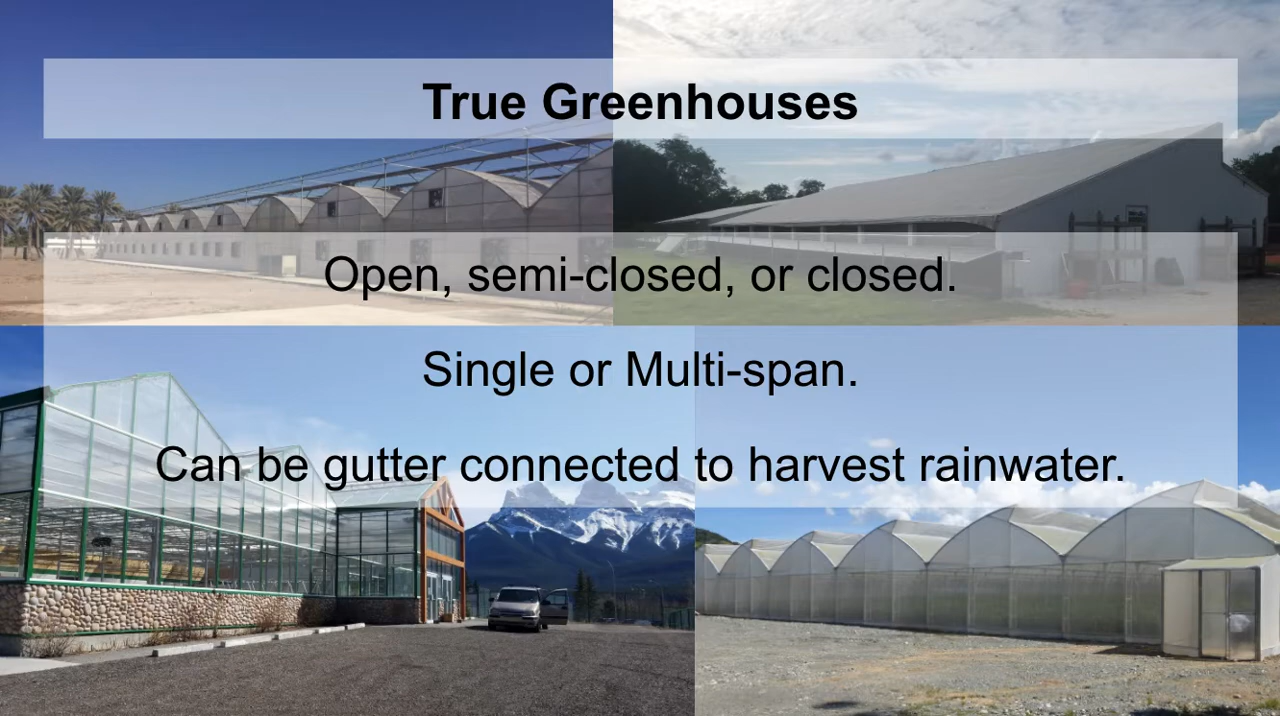 True Greenhouses
Open, semi-closed, or closed.
Single or Multi-span.
Can be gutter connected to harvest rainwater.